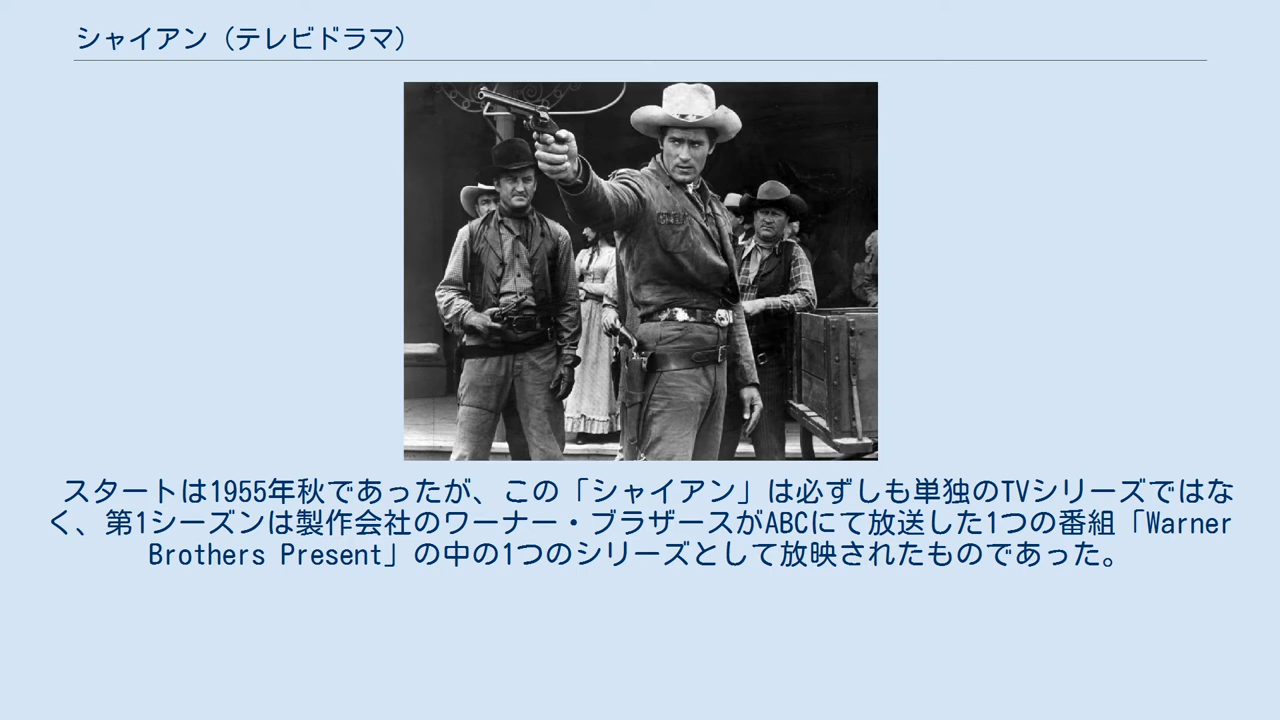 シャイアン（テレビドラマ）
スタートは1955年秋であったが、この「シャイアン」は必ずしも単独のTVシリーズではな
く、第1シーズンは製作会社のワーナー・ブラザースがABCにて放送した1つの番組「Warner
Brothers Present」の中の1つのシリーズとして放映されたものであった。